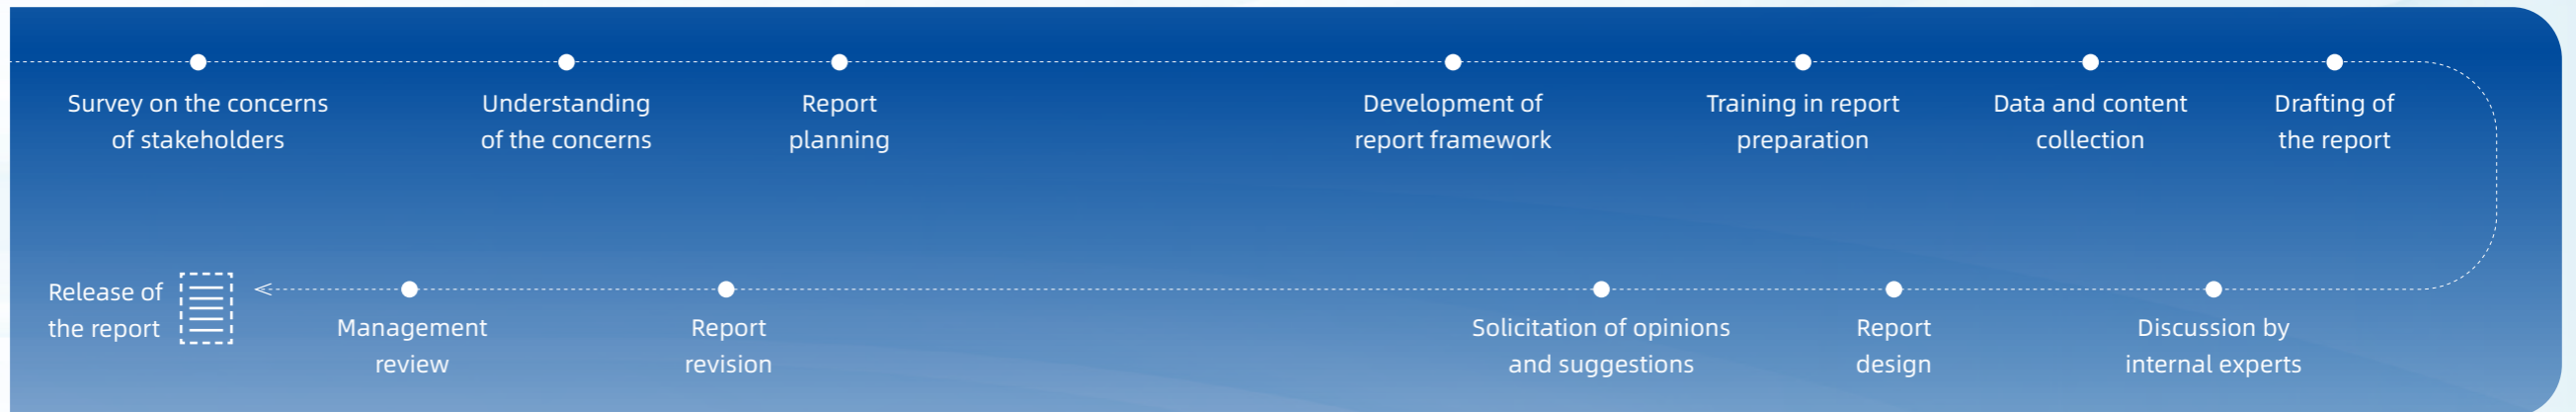 Survey on the concerns
of stakeholders
Understanding
of the concerns
Report
planning
Development of
report framework
Training in report
preparation
Data and content
collection
Drafting of
the report
Discussion by
internal experts
Report
design
Solicitation of opinions
and suggestions
Report
revision
Management
review
Release of
the report